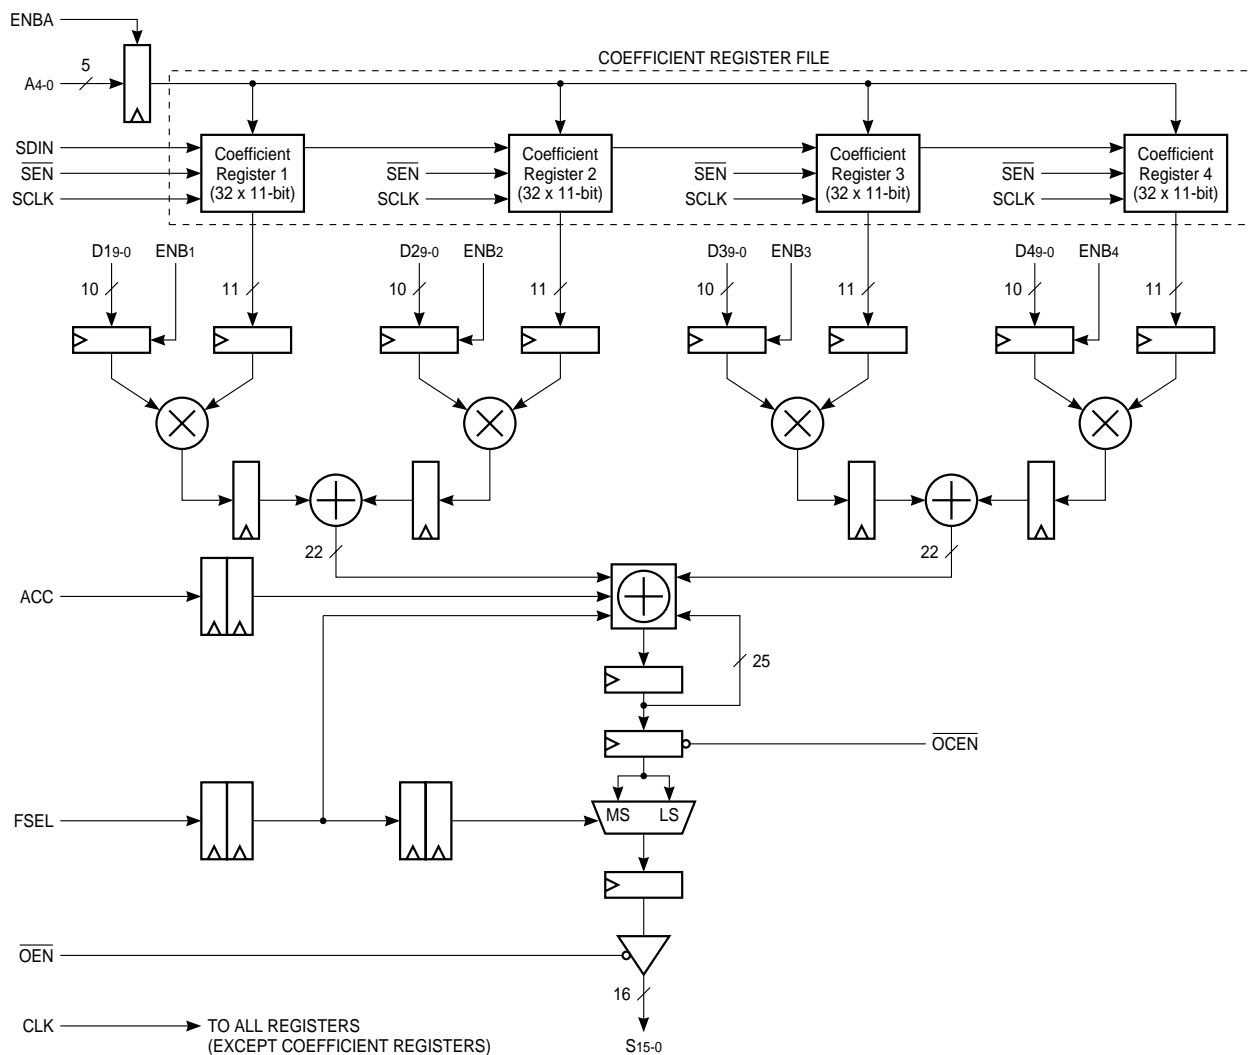 ENBA
COEFFICIENT REGISTER FILE
5
A4-0
SDIN
SEN
SCLK
Coefficient
Register 1
(32 x 11-bit)
SEN
SCLK
Coefficient
Register 2
(32 x 11-bit)
SEN
SCLK
Coefficient
Register 3
(32 x 11-bit)
SEN
SCLK
Coefficient
Register 4
(32 x 11-bit)
D19-0 ENB1
10 11
D29-0 ENB2
10 11
D39-0 ENB3
10 11
D49-0 ENB4
10 11
22 22
ACC
25
OCEN
FSEL
MS LS
OEN
16
CLK
TO ALL REGISTERS
(EXCEPT COEFFICIENT REGISTERS)
S15-0